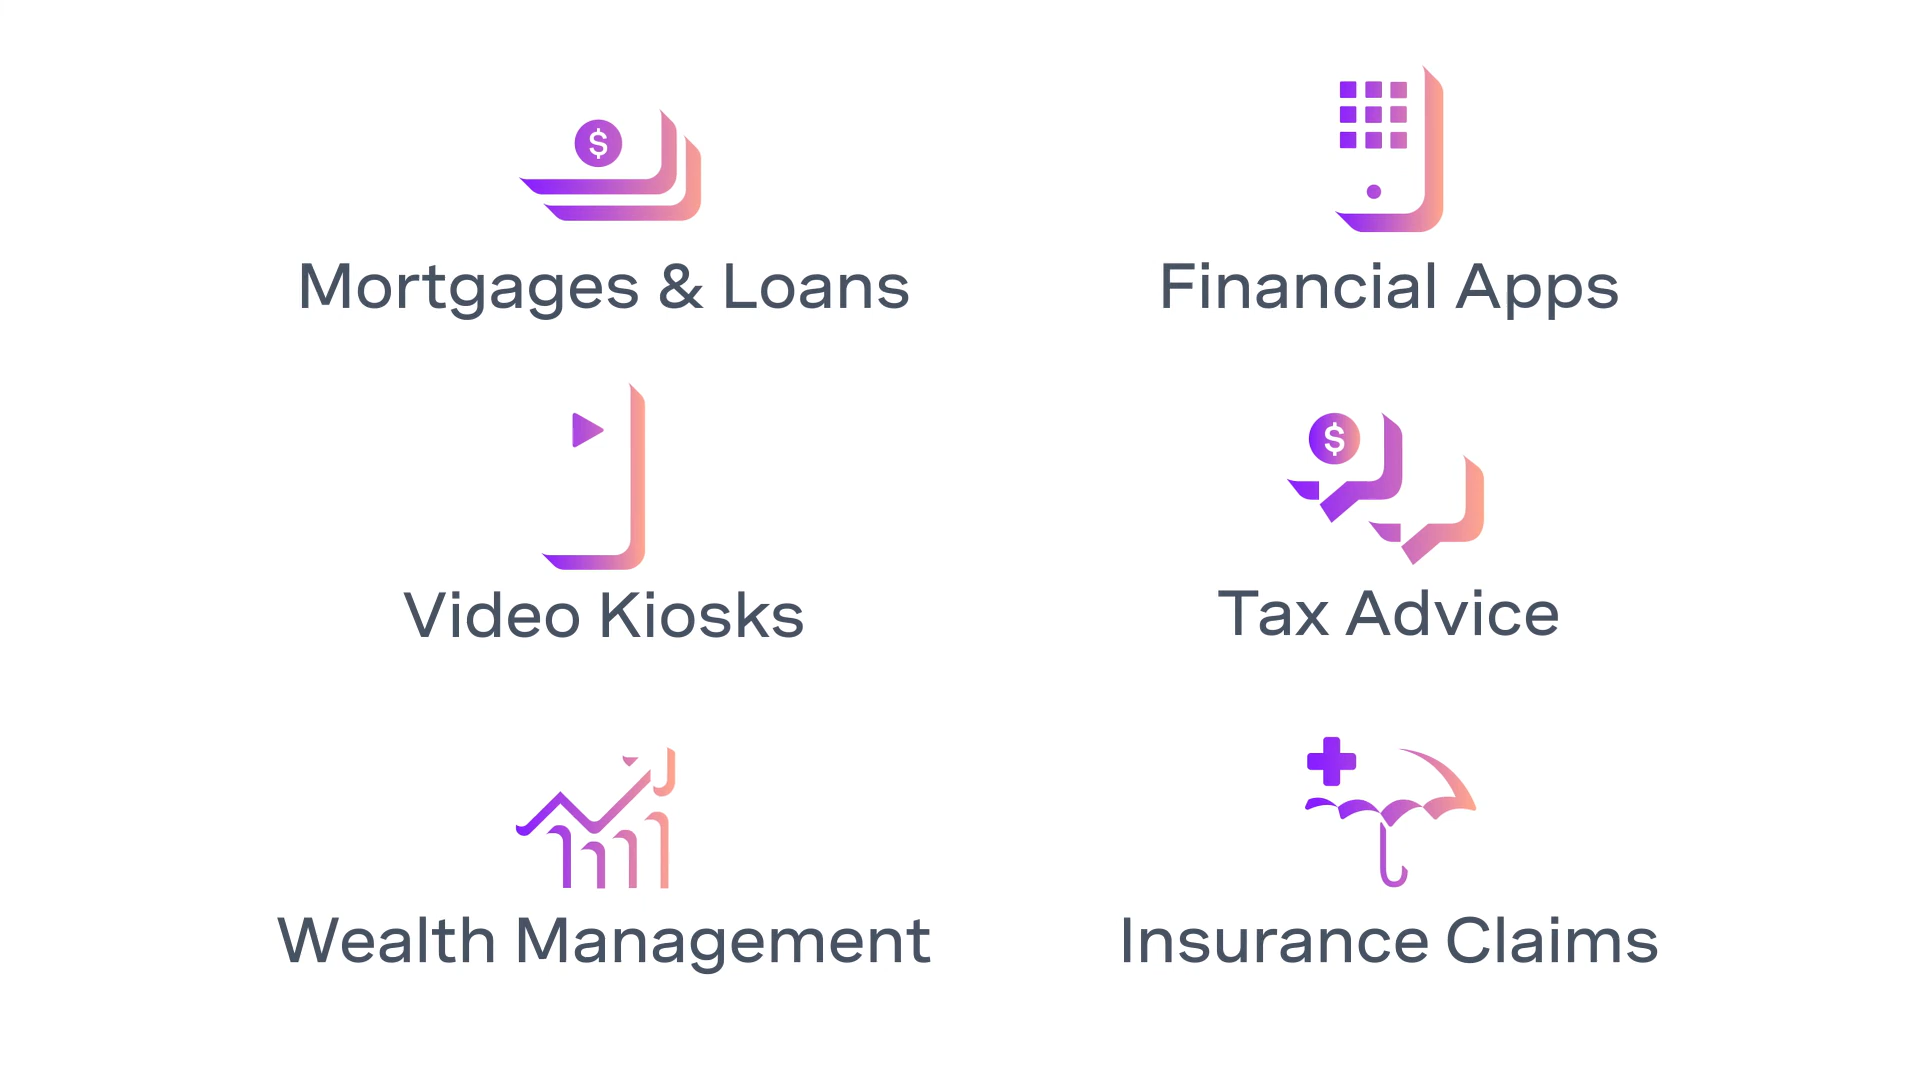 $
Mortgages & Loans
Financial Apps
Video Kiosks
$
Tax Advice
Wealth Management
Insurance Claims